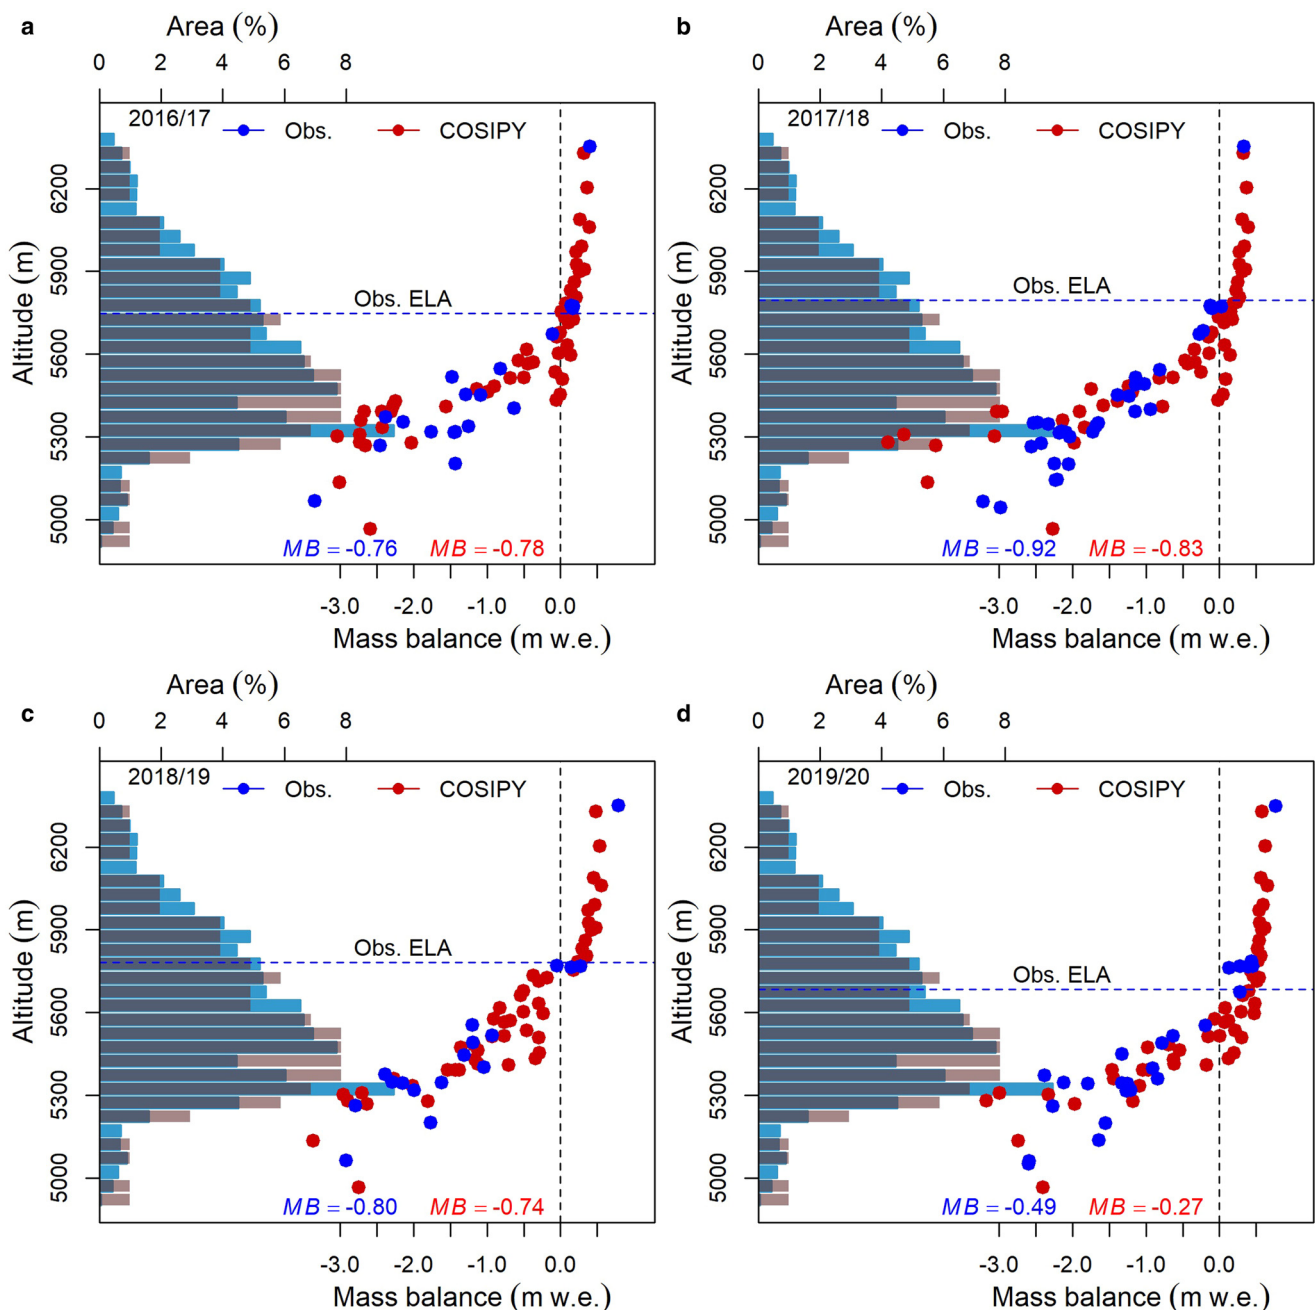 a
Area (%)
0 2 4 6 8
2016/17 Obs. COSIPY
Altitude (m)
6200
5900
5600
5300
5000
Obs. ELA
MB = -0.76 MB = -0.78
-3.0 -2.0 -1.0 0.0
Mass balance (m w.e.)
b
Area (%)
0 2 4 6 8
2017/18 Obs. COSIPY
Altitude (m)
6200
5900
5600
5300
5000
Obs. ELA
MB = -0.92 MB = -0.83
-3.0 -2.0 -1.0 0.0
Mass balance (m w.e.)
c
Area (%)
0 2 4 6 8
2018/19 Obs. COSIPY
Altitude (m)
6200
5900
5600
5300
5000
Obs. ELA
MB = -0.80 MB = -0.74
-3.0 -2.0 -1.0 0.0
Mass balance (m w.e.)
d
Area (%)
0 2 4 6 8
2019/20 Obs. COSIPY
Altitude (m)
6200
5900
5600
5300
5000
Obs. ELA
MB = -0.49 MB = -0.27
-3.0 -2.0 -1.0 0.0
Mass balance (m w.e.)